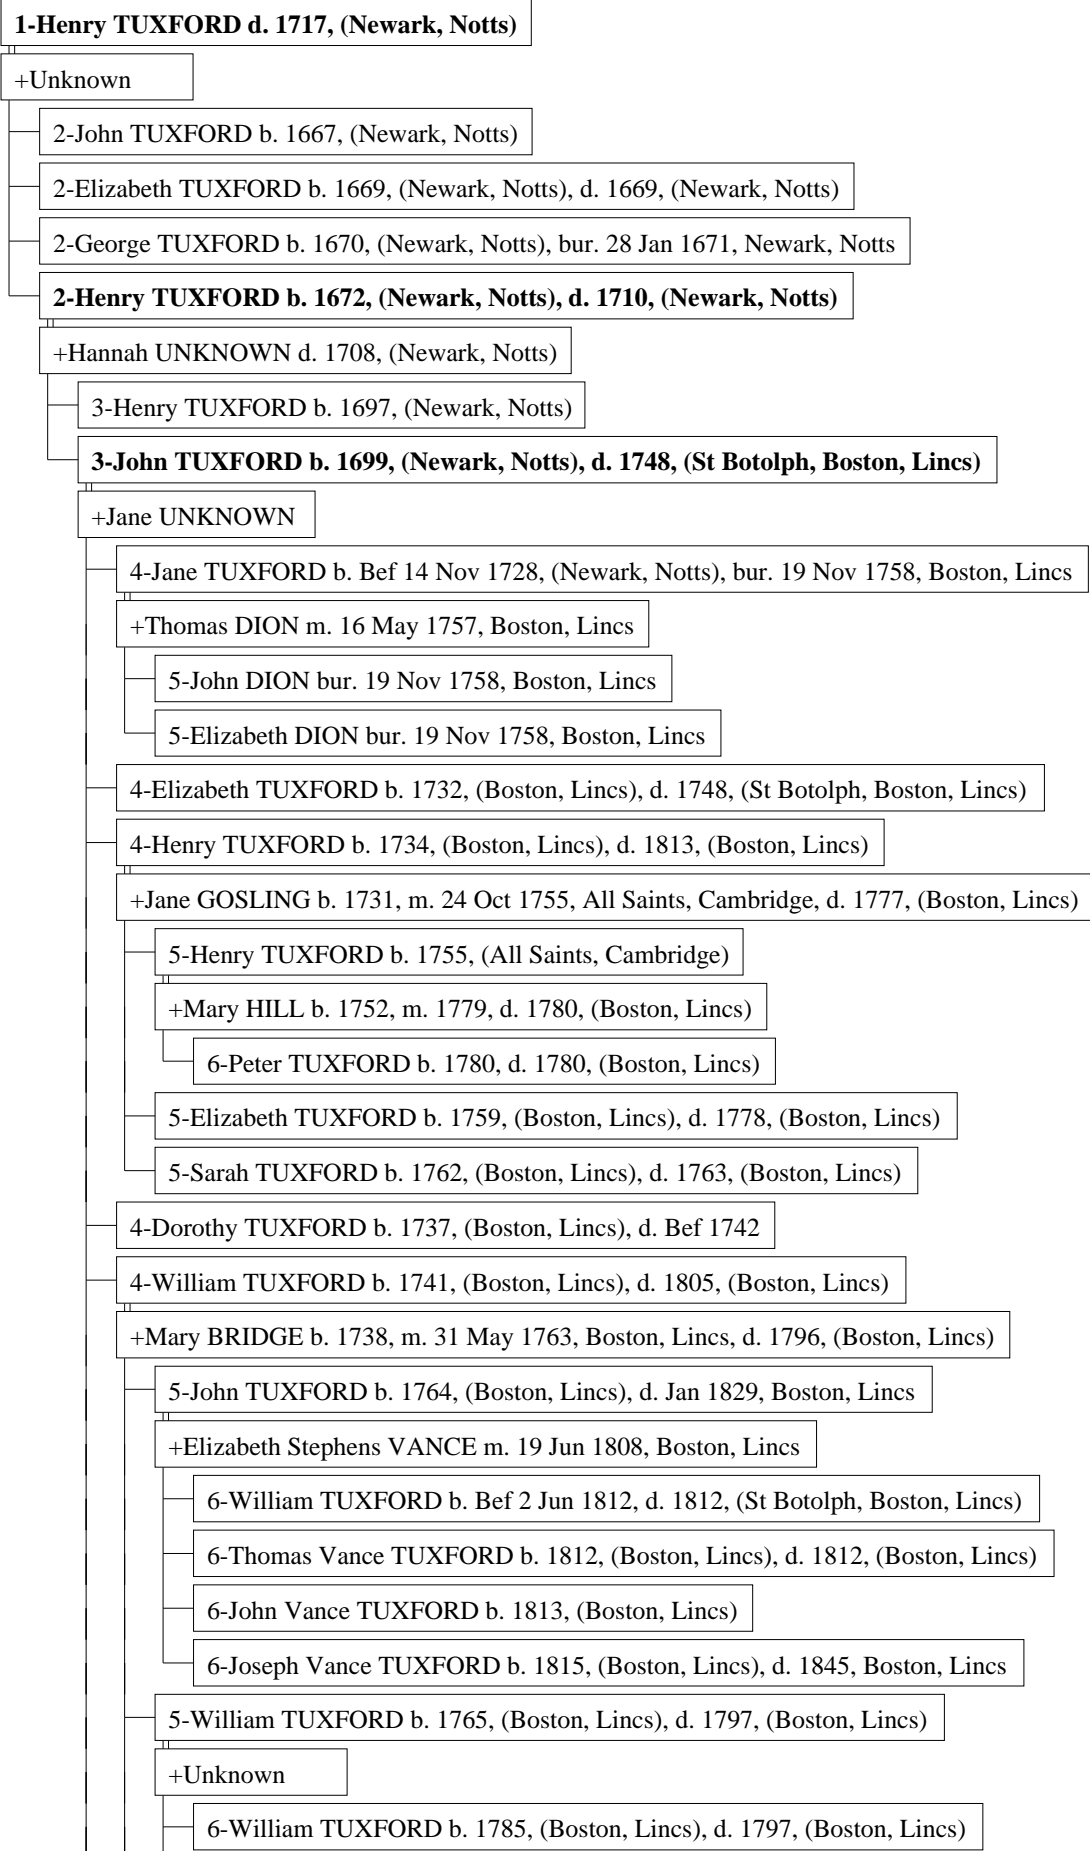 1-Henry TUXFORD d. 1717, (Newark, Notts)
+Unknown
2-John TUXFORD b. 1667, (Newark, Notts)
2-Elizabeth TUXFORD b. 1669, (Newark, Notts), d. 1669, (Newark, Notts)
2-George TUXFORD b. 1670, (Newark, Notts), bur. 28 Jan 1671, Newark, Notts
2-Henry TUXFORD b. 1672, (Newark, Notts), d. 1710, (Newark, Notts)
+Hannah UNKNOWN d. 1708, (Newark, Notts)
3-Henry TUXFORD b. 1697, (Newark, Notts)
3-John TUXFORD b. 1699, (Newark, Notts), d. 1748, (St Botolph, Boston, Lincs)
+Jane UNKNOWN
4-Jane TUXFORD b. Bef 14 Nov 1728, (Newark, Notts), bur. 19 Nov 1758, Boston, Lincs
+Thomas DION m. 16 May 1757, Boston, Lincs
5-John DION bur. 19 Nov 1758, Boston, Lincs
5-Elizabeth DION bur. 19 Nov 1758, Boston, Lincs
4-Elizabeth TUXFORD b. 1732, (Boston, Lincs), d. 1748, (St Botolph, Boston, Lincs)
4-Henry TUXFORD b. 1734, (Boston, Lincs), d. 1813, (Boston, Lincs)
+Jane GOSLING b. 1731, m. 24 Oct 1755, All Saints, Cambridge, d. 1777, (Boston, Lincs)
5-Henry TUXFORD b. 1755, (All Saints, Cambridge)
+Mary HILL b. 1752, m. 1779, d. 1780, (Boston, Lincs)
6-Peter TUXFORD b. 1780, d. 1780, (Boston, Lincs)
5-Elizabeth TUXFORD b. 1759, (Boston, Lincs), d. 1778, (Boston, Lincs)
5-Sarah TUXFORD b. 1762, (Boston, Lincs), d. 1763, (Boston, Lincs)
4-Dorothy TUXFORD b. 1737, (Boston, Lincs), d. Bef 1742
4-William TUXFORD b. 1741, (Boston, Lincs), d. 1805, (Boston, Lincs)
+Mary BRIDGE b. 1738, m. 31 May 1763, Boston, Lincs, d. 1796, (Boston, Lincs)
5-John TUXFORD b. 1764, (Boston, Lincs), d. Jan 1829, Boston, Lincs
+Elizabeth Stephens VANCE m. 19 Jun 1808, Boston, Lincs
6-William TUXFORD b. Bef 2 Jun 1812, d. 1812, (St Botolph, Boston, Lincs)
6-Thomas Vance TUXFORD b. 1812, (Boston, Lincs), d. 1812, (Boston, Lincs)
6-John Vance TUXFORD b. 1813, (Boston, Lincs)
6-Joseph Vance TUXFORD b. 1815, (Boston, Lincs), d. 1845, Boston, Lincs
5-William TUXFORD b. 1765, (Boston, Lincs), d. 1797, (Boston, Lincs)
+Unknown
6-William TUXFORD b. 1785, (Boston, Lincs), d. 1797, (Boston, Lincs)